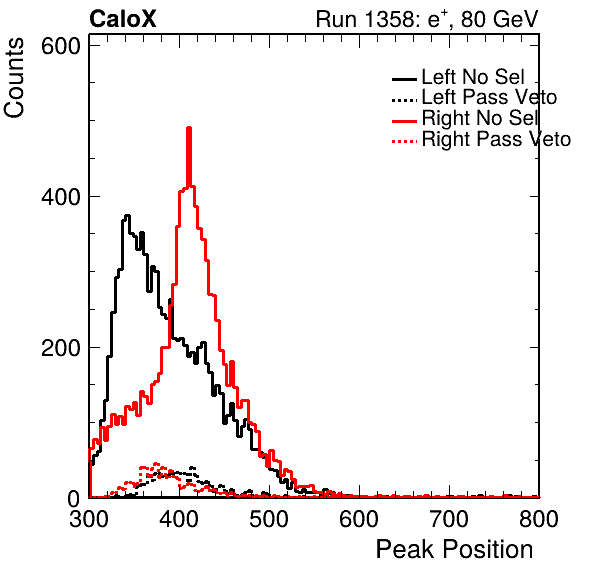 CaloX Run 1358: e+, 80 GeV
Counts
600
400
200
0
Left No Sel
Left Pass Veto
Right No Sel
Right Pass Veto
300 400 500 600 700 800
Peak Position